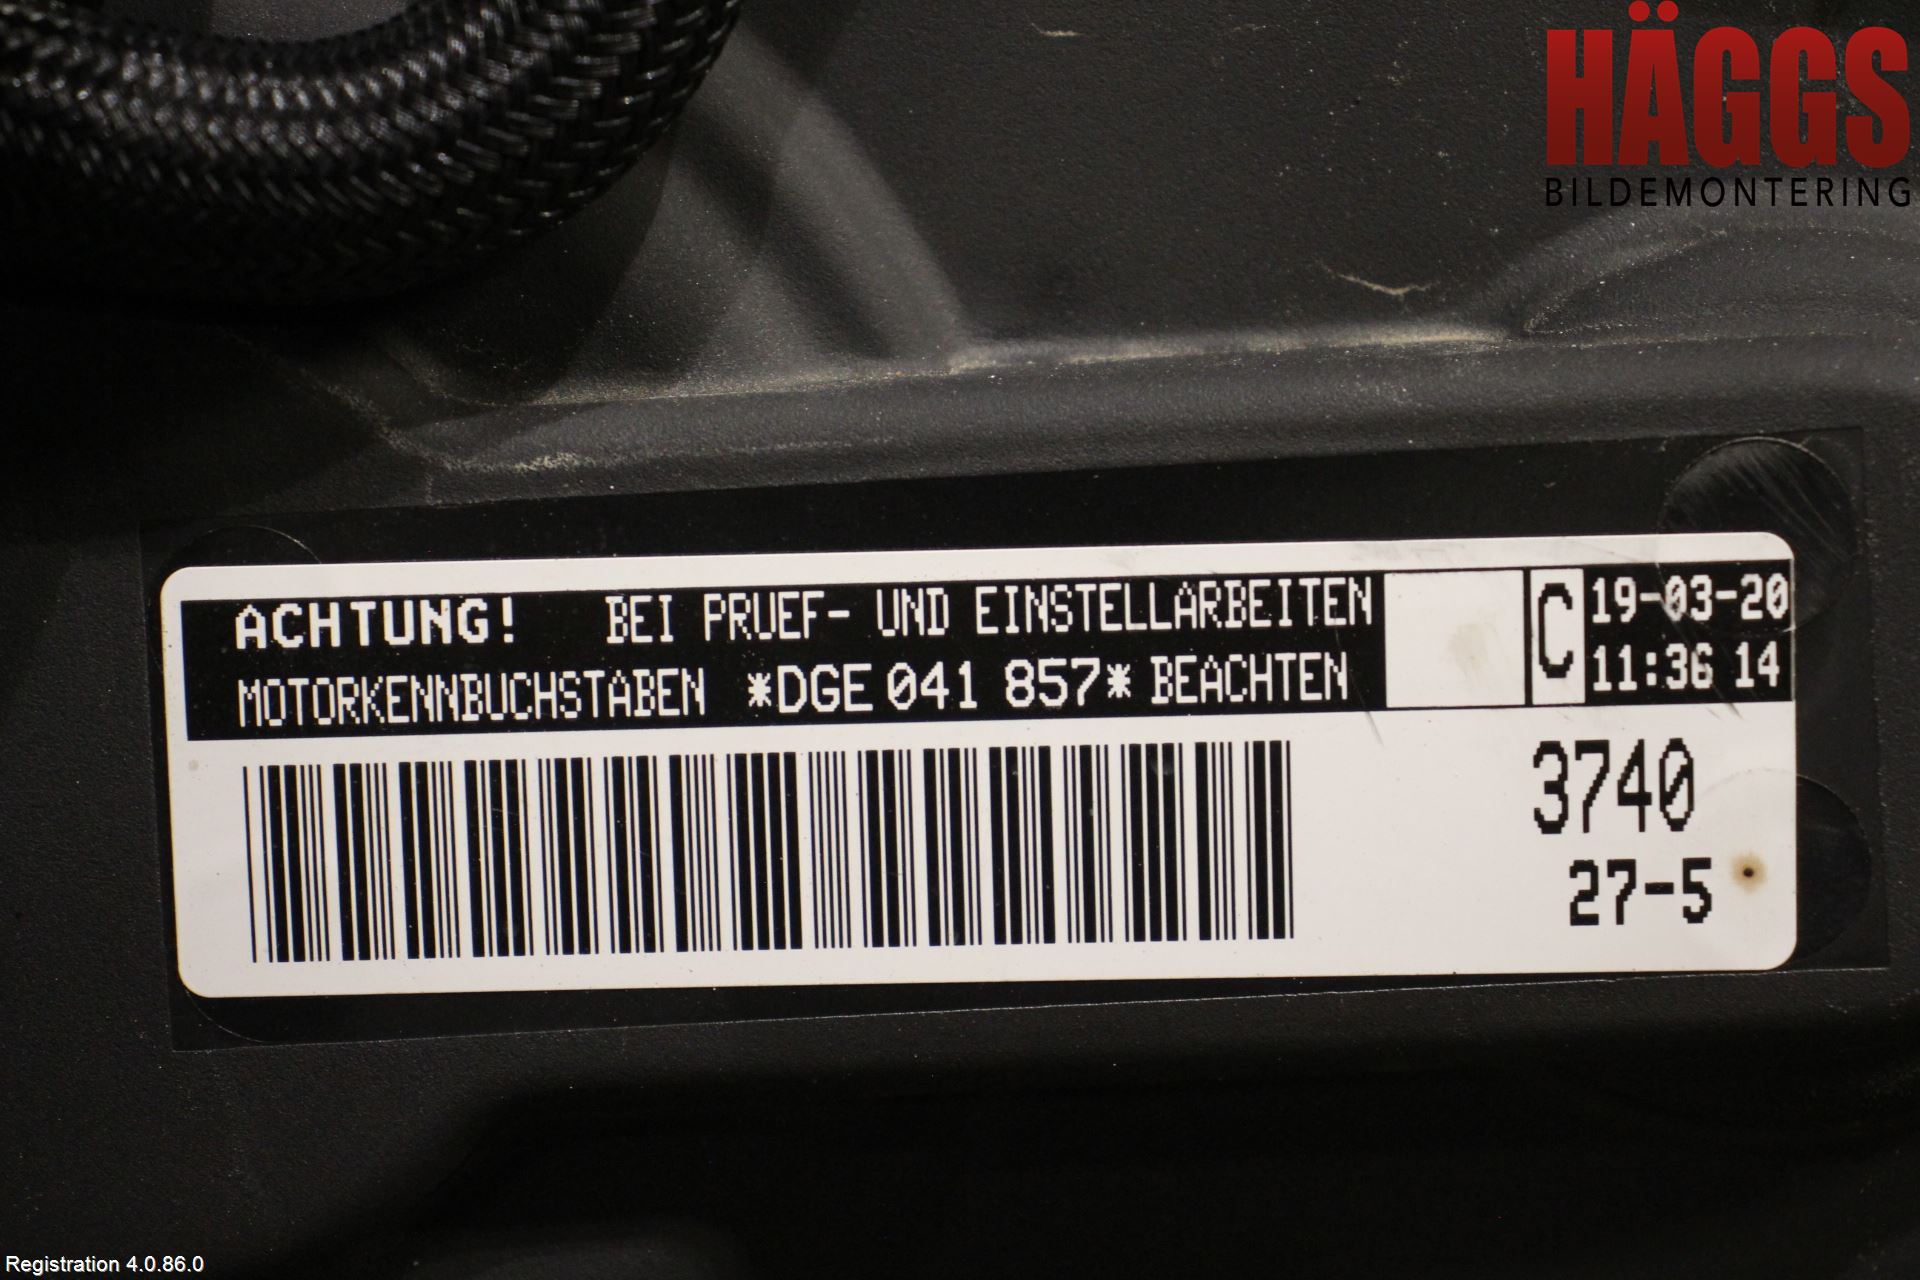 HÄGGS
BILDEMONTERING
ACHTUNG! BEI PRUEF- UND EINSTELLARBEITEN
MOTORKENNBUCHSTABEN *DGE 041 857* BEACHTEN
C
19-03-20
11:36 14
3740
27-5
Registration 4.0.86.0